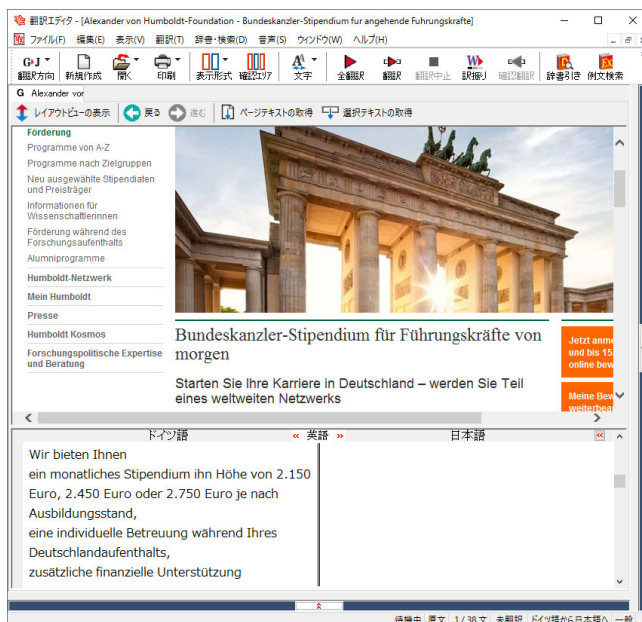 翻訳エディタ - [Alexander von Humboldt-Foundation - Bundeskanzler-Stipendium fur angehende Fuhrungskrafte]
ファイル(F) 編集(E) 表示(V) 翻訳(T) 辞書・検索(D) 音声(S) ウィンドウ(W) ヘルプ(H)
G▸J
翻訳方向 新規作成 開く 印刷 表示形式 確認エリア 文字 全翻訳 翻訳 翻訳中止 訳振り 確認翻訳 辞書引き 例文検索
G Alexander vor
レイアウトビューの表示 戻る 進む ページテキストの取得 選択テキストの取得
Förderung
Programme von A-Z
Programme nach Zielgruppen
Neu ausgewählte Stipendiaten
und Preisträger
Informationen für
Wissenschaftlerinnen
Förderung während des
Forschungsaufenthalts
Alumniprogramme
Humboldt-Netzwerk
Mein Humboldt
Presse
Humboldt Kosmos
Forschungspolitische Expertise
und Beratung
Bundeskanzler-Stipendium für Führungskräfte von
morgen
Starten Sie Ihre Karriere in Deutschland – werden Sie Teil
eines weltweiten Netzwerks
Jetzt anme
und bis 15
online bew
Meine Bew
weiterbear
ドイツ語 « 英語 » 日本語 «
Wir bieten Ihnen
ein monatliches Stipendium ihn Höhe von 2.150
Euro, 2.450 Euro oder 2.750 Euro je nach
Ausbildungsstand,
eine individuelle Betreuung während Ihres
Deutschlandaufenthalts,
zusätzliche finanzielle Unterstützung
待機中 原文 1/38 文 未翻訳 ドイツ語から日本語へ 一般